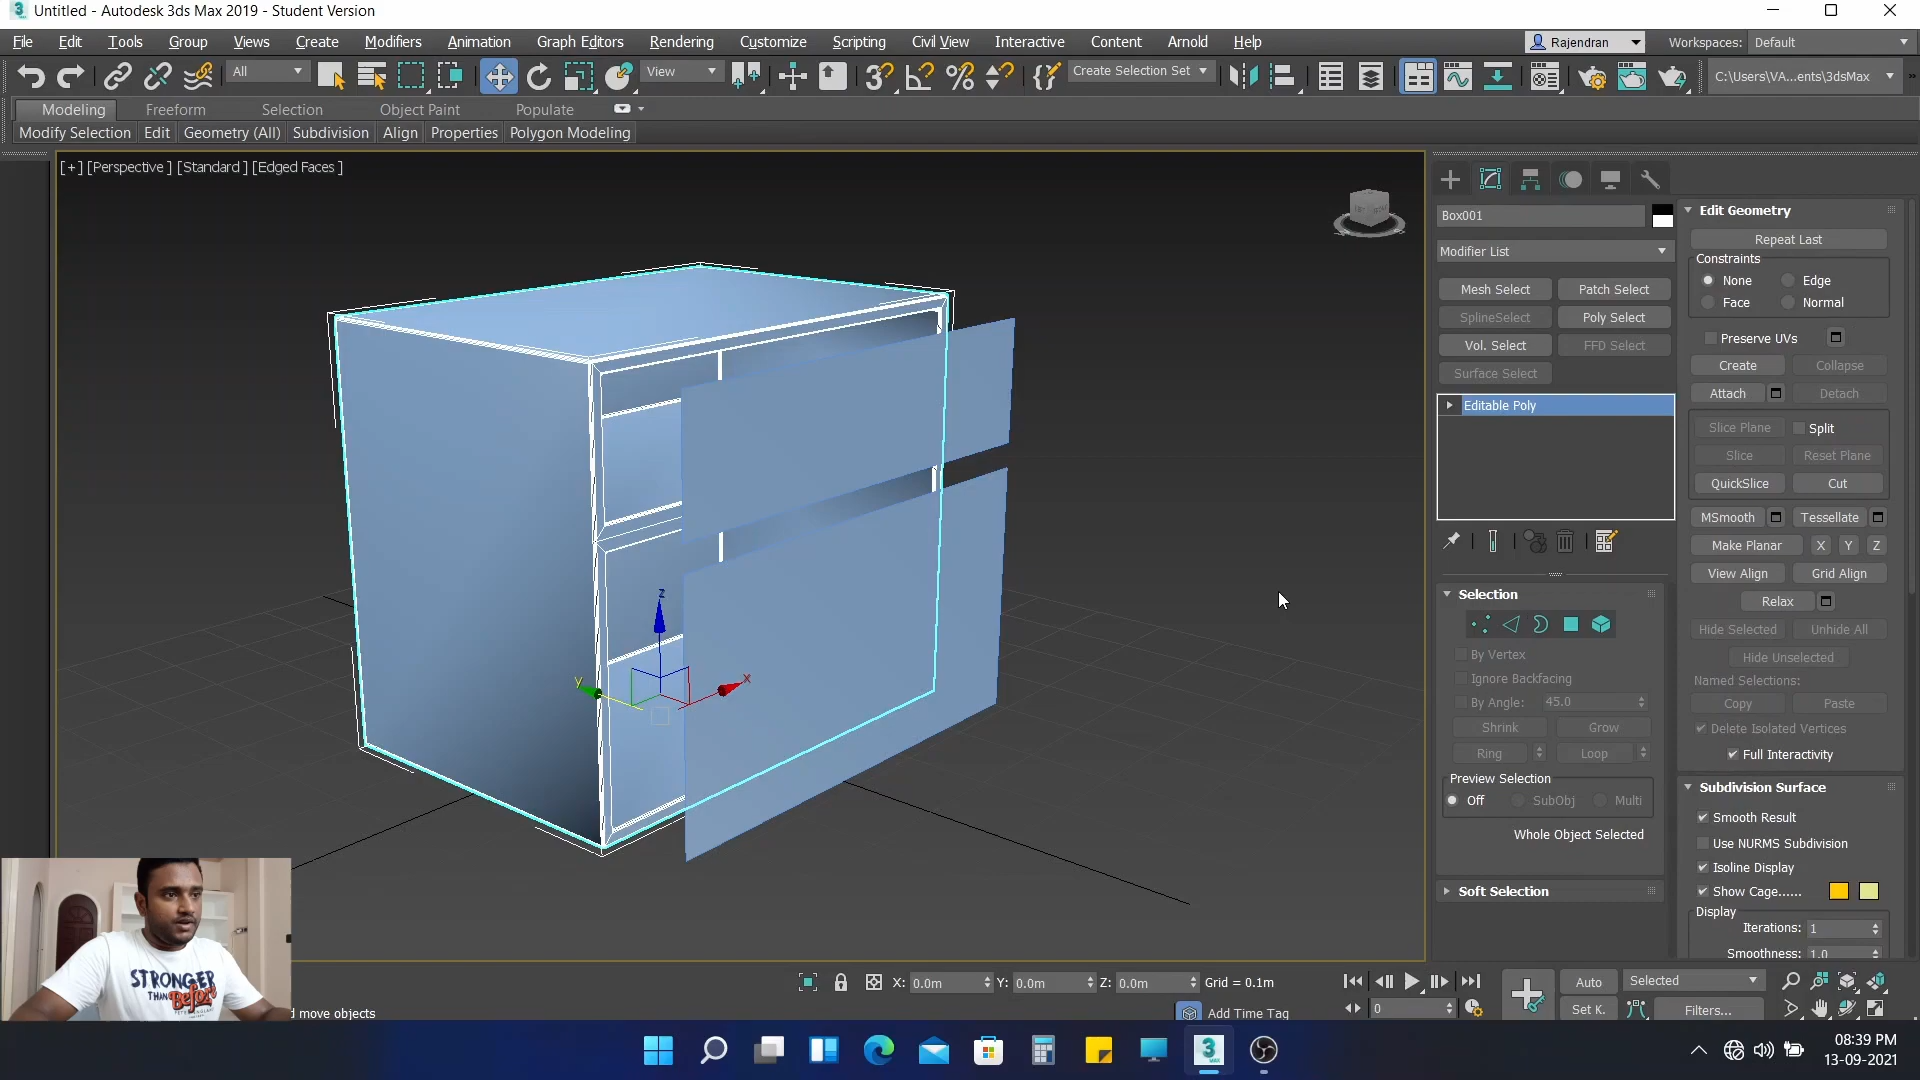 Untitled - Autodesk 3ds Max 2019 - Student Version
File Edit Tools Group Views Create Modifiers Animation Graph Editors Rendering Customize Scripting Civil View Interactive Content Arnold Help Rajendran Workspaces: Default
All View Create Selection Set C:\Users\VA...ents\3dsMax
Modeling Freeform Selection Object Paint Populate
Modify Selection Edit Geometry (All) Subdivision Align Properties Polygon Modeling
[+] [Perspective ] [Standard ] [Edged Faces ]
z
y
x
Box001
Modifier List
Mesh Select Patch Select
SplineSelect Poly Select
Vol. Select FFD Select
Surface Select
Editable Poly
Selection
By Vertex
Ignore Backfacing
By Angle: 45.0
Shrink Grow
Ring Loop
Preview Selection
Off SubObj Multi
Whole Object Selected
Soft Selection
Edit Geometry
Repeat Last
Constraints
None Edge
Face Normal
Preserve UVs
Create Collapse
Attach Detach
Slice Plane Split
Slice Reset Plane
QuickSlice Cut
MSmooth Tessellate
Make Planar X Y Z
View Align Grid Align
Relax
Hide Selected Unhide All
Hide Unselected
Named Selections:
Copy Paste
Delete Isolated Vertices
Full Interactivity
Subdivision Surface
Smooth Result
Use NURMS Subdivision
Isoline Display
Show Cage......
Display
Iterations: 1
Smoothness: 1.0
STRONGER
THAN Before
X: 0.0m Y: 0.0m Z: 0.0m Grid = 0.1m
Auto Selected
d move objects
Add Time Tag
0
Set K. Filters...
3
MAX
08:39 PM
13-09-2021